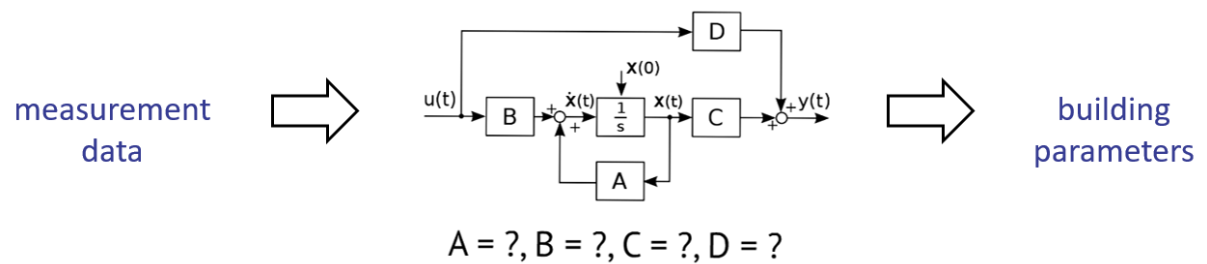 D
x(0)
u(t)
B
+
ẋ(t)
+
1
s
x(t)
C
+
+
y(t)
A
measurement
data
building
parameters
A = ?, B = ?, C = ?, D = ?